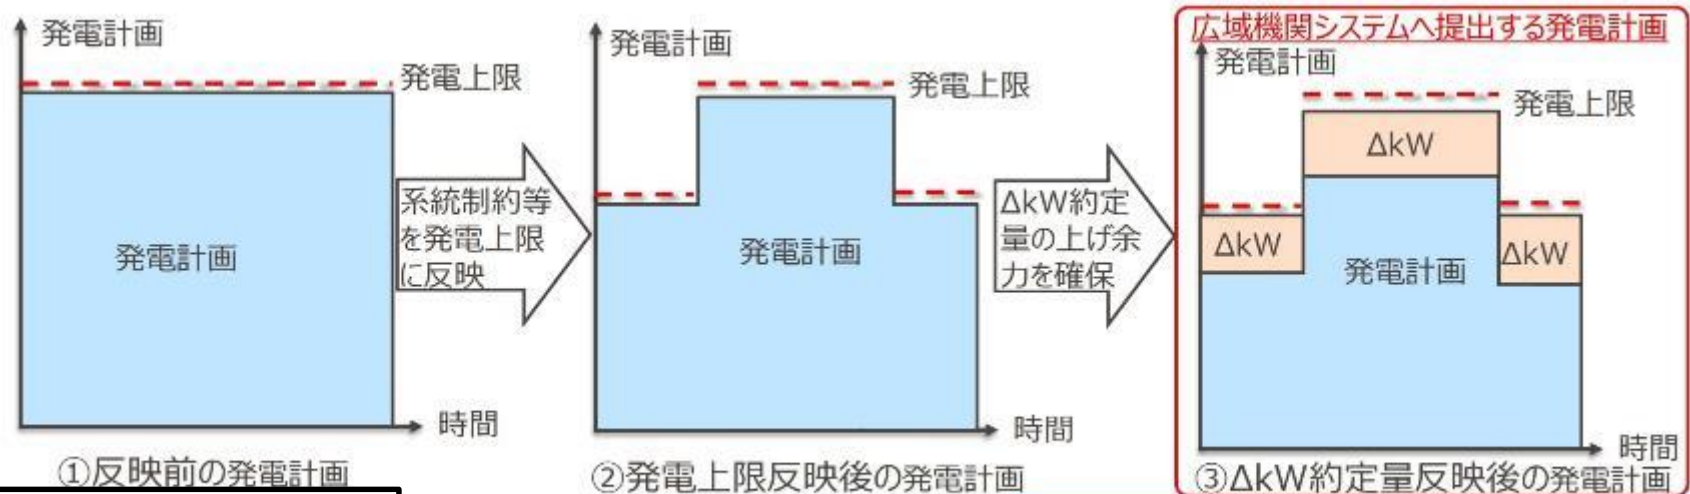 発電計画
発電上限
発電計画
時間
①反映前の発電計画
系統制約等
を発電上限
に反映
発電計画
発電上限
発電計画
時間
②発電上限反映後の発電計画
ΔkW約定
量の上げ余
力を確保
広域機関システムへ提出する発電計画
発電計画
発電上限
ΔkW
ΔkW
ΔkW
発電計画
時間
③ΔkW約定量反映後の発電計画